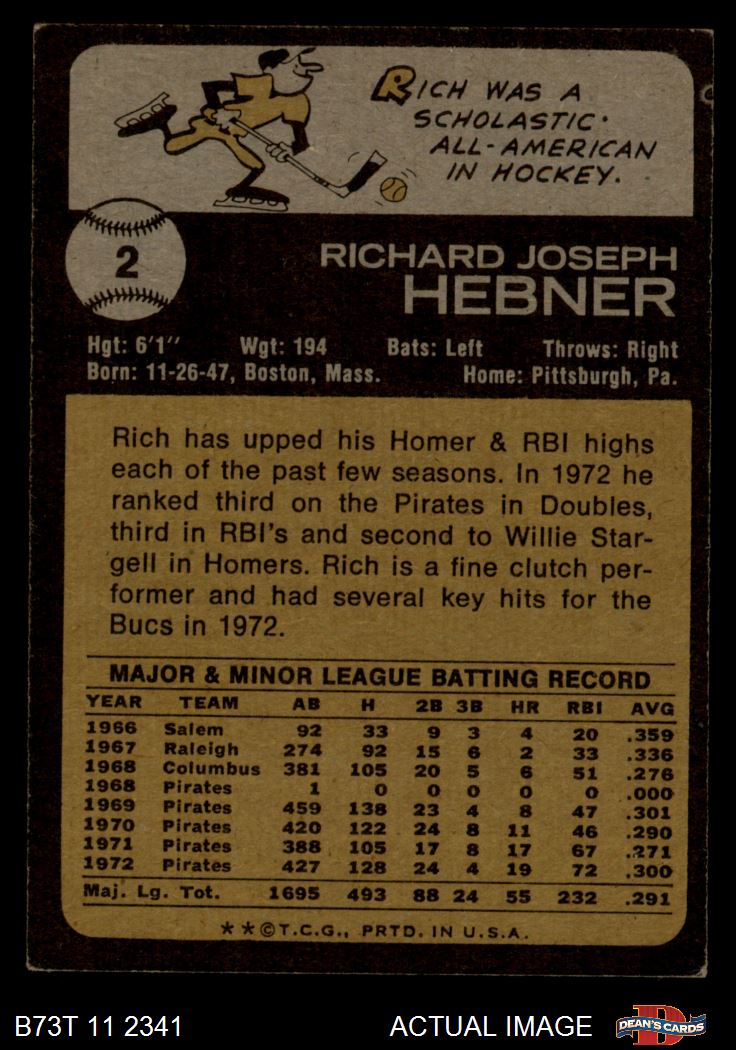 RICH WAS A
SCHOLASTIC
ALL-AMERICAN
IN HOCKEY.
2
RICHARD JOSEPH
HEBNER
Hgt: 6'1" Wgt: 194 Bats: Left Throws: Right
Born: 11-26-47, Boston, Mass. Home: Pittsburgh, Pa.
Rich has upped his Homer & RBI highs
each of the past few seasons. In 1972 he
ranked third on the Pirates in Doubles,
third in RBI's and second to Willie Star-
gell in Homers. Rich is a fine clutch per-
former and had several key hits for the
Bucs in 1972.
MAJOR & MINOR LEAGUE BATTING RECORD
YEAR TEAM AB H 2B 3B HR RBI AVG
1966 Salem 92 33 9 3 4 20 .359
1967 Raleigh 274 92 15 6 2 33 .336
1968 Columbus 381 105 20 5 6 51 .276
1968 Pirates 1 0 0 0 0 0 .000
1969 Pirates 459 138 23 4 8 47 .301
1970 Pirates 420 122 24 8 11 46 .290
1971 Pirates 388 105 17 8 17 67 .271
1972 Pirates 427 128 24 4 19 72 .300
Maj. Lg. Tot. 1695 493 88 24 55 232 .291
**©T.C.G., PRTD. IN U.S.A.
B73T 11 2341 ACTUAL IMAGE
D
DEAN'S CARDS